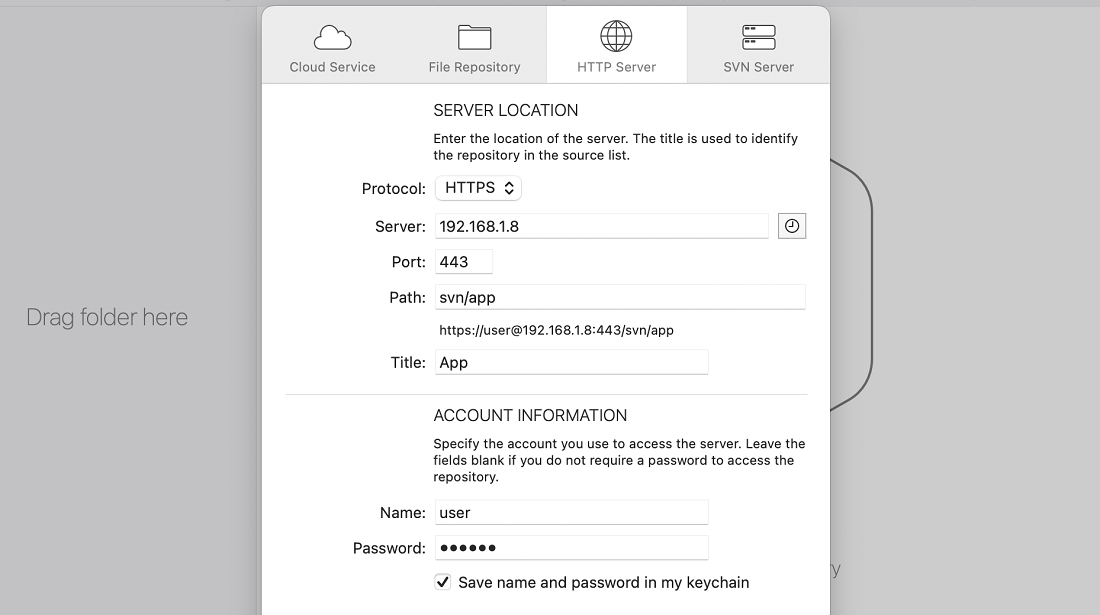 Cloud Service
File Repository
HTTP Server
SVN Server
SERVER LOCATION
Enter the location of the server. The title is used to identify
the repository in the source list.
Protocol: HTTPS
Server: 192.168.1.8
Port: 443
Path: svn/app
https://user@192.168.1.8:443/svn/app
Title: App
Drag folder here
ACCOUNT INFORMATION
Specify the account you use to access the server. Leave the
fields blank if you do not require a password to access the
repository.
Name: user
Password: ••••••
Save name and password in my keychain